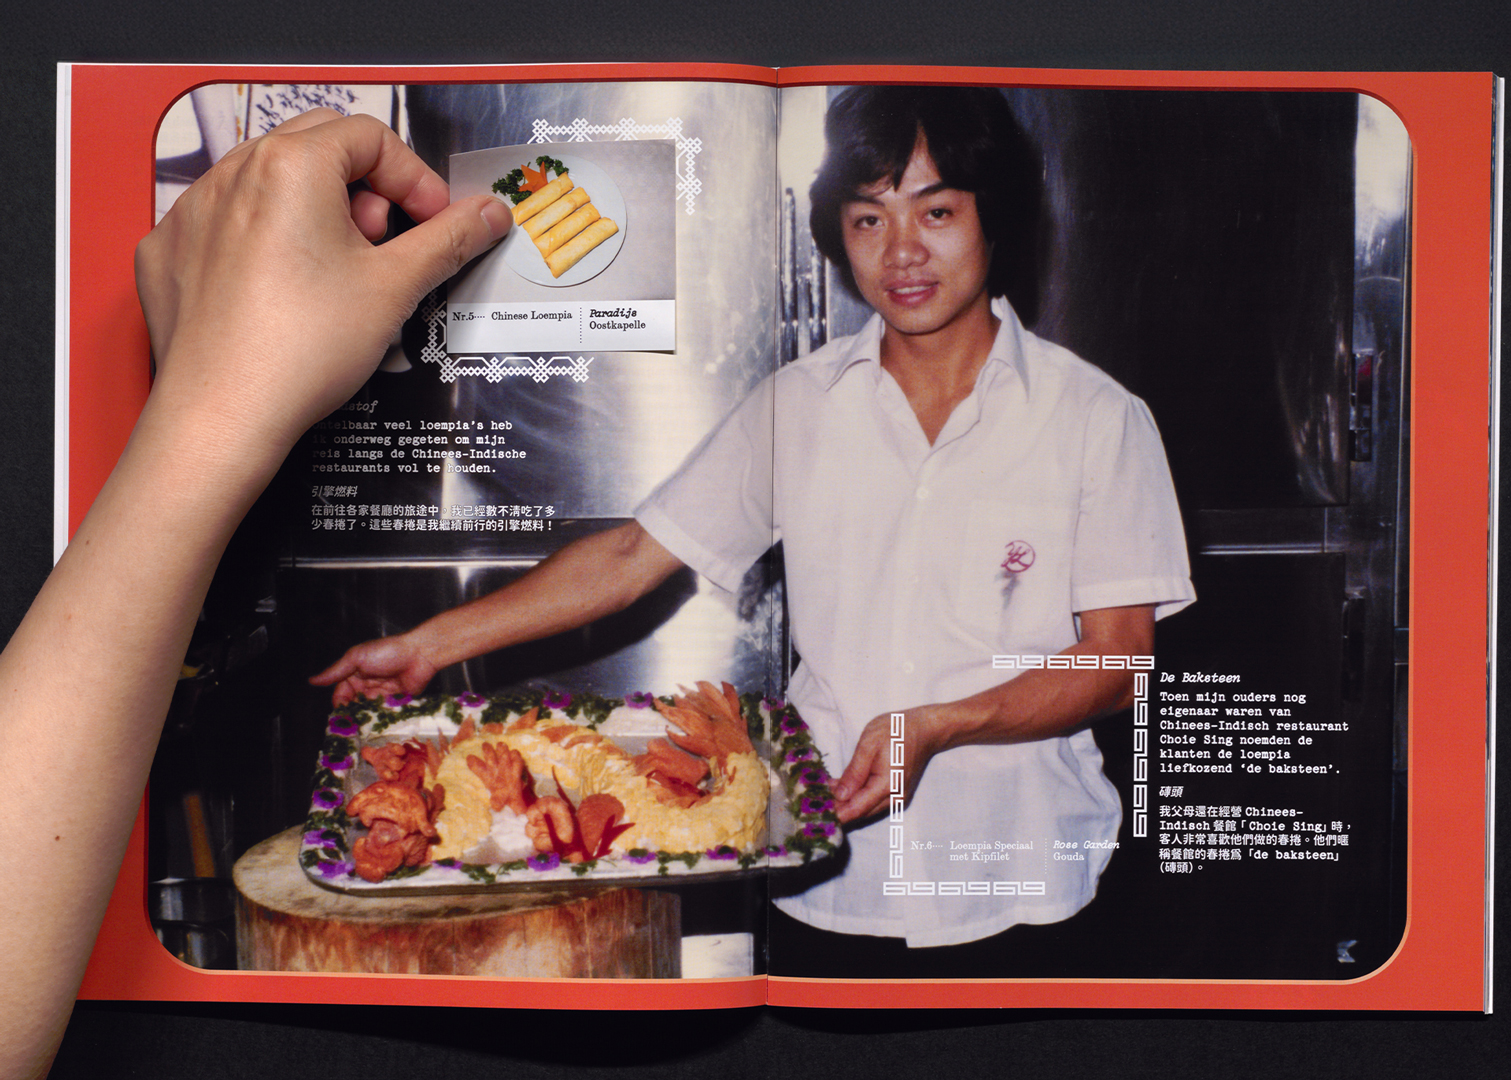 Nr.5···· Chinese Loempia
Paradijs
Oostkapelle
veel loempia's heb
onderweg gegeten om mijn
reis langs de Chinees-Indische
restaurants vol te houden.
引擎燃料
在前往各家餐廳的旅途中，我已經數不清吃了多
少春捲了。這些春捲是我繼續前行的引擎燃料！
De Baksteen
Toen mijn ouders nog
eigenaar waren van
Chinees-Indisch restaurant
Choie Sing noemden de
klanten de loempia
liefkozend 'de baksteen'.
磚頭
我父母還在經營 Chinees-
Indisch 餐館「Choie Sing」時，
客人非常喜歡他們做的春捲。他們暱
稱餐館的春捲爲「de baksteen」
(磚頭)。
Nr.6···· Loempia Speciaal
met Kipfilet
Rose Garden
Gouda